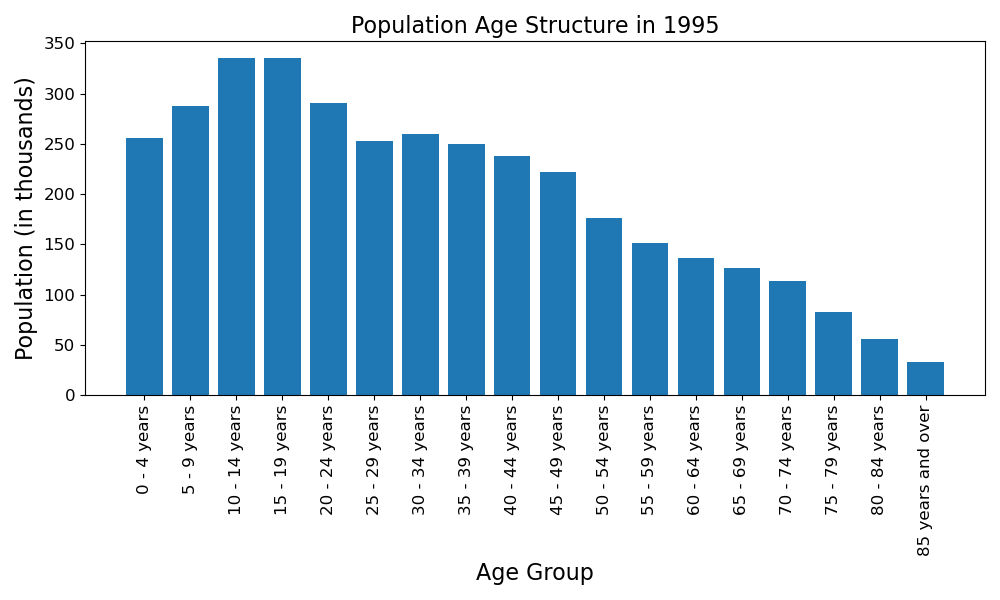 Population Age Structure in 1995
Population (in thousands)
350
300
250
200
150
100
50
0
0 - 4 years
5 - 9 years
10 - 14 years
15 - 19 years
20 - 24 years
25 - 29 years
30 - 34 years
35 - 39 years
40 - 44 years
45 - 49 years
50 - 54 years
55 - 59 years
60 - 64 years
65 - 69 years
70 - 74 years
75 - 79 years
80 - 84 years
85 years and over
Age Group